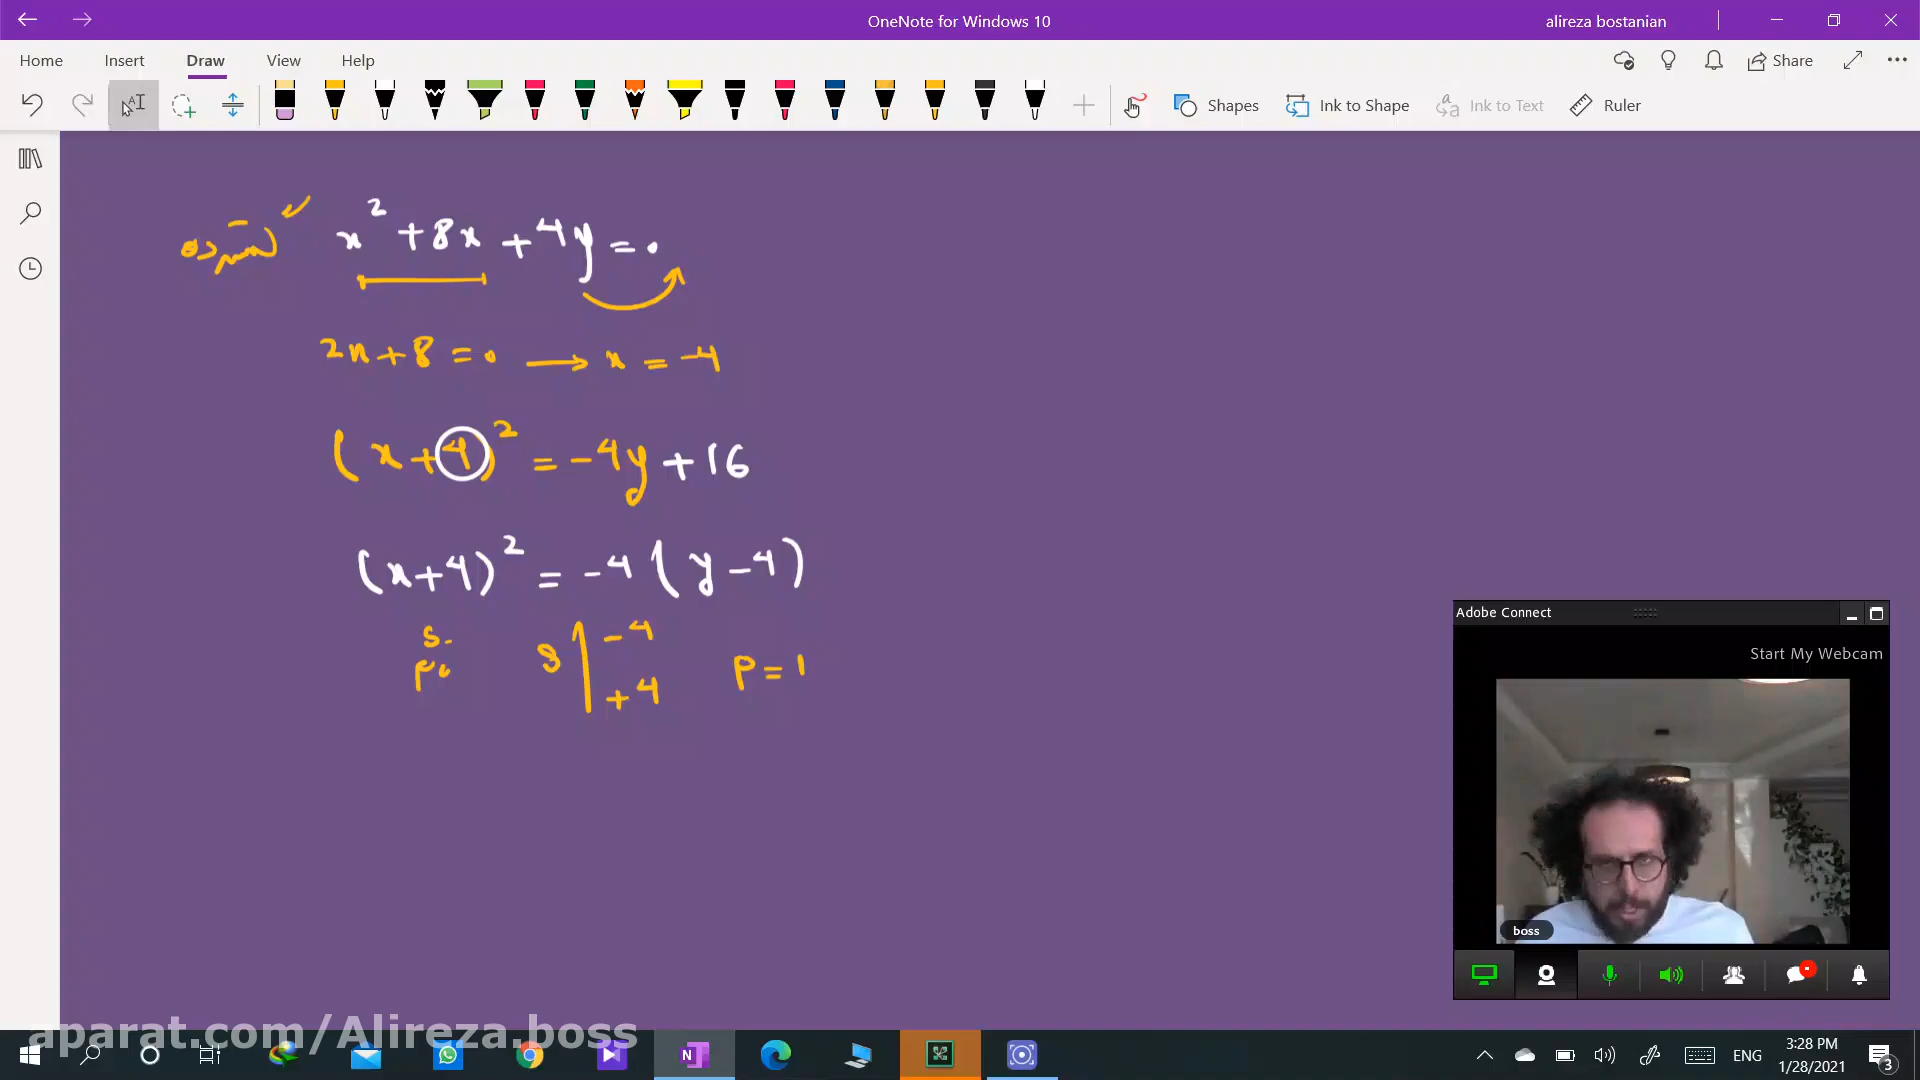 OneNote for Windows 10
alireza bostanian
Home Insert Draw View Help
Share
Shapes
Ink to Shape
Ink to Text
Ruler
x² + 8x + 4y = 0
2x + 8 = 0 → x = -4
(x + 4)² = -4y + 16
(x + 4)² = -4 (y - 4)
S | -4
+4
P = 1
Adobe Connect
Start My Webcam
boss
aparat.com/Alireza.boss
ENG
3:28 PM
1/28/2021
3